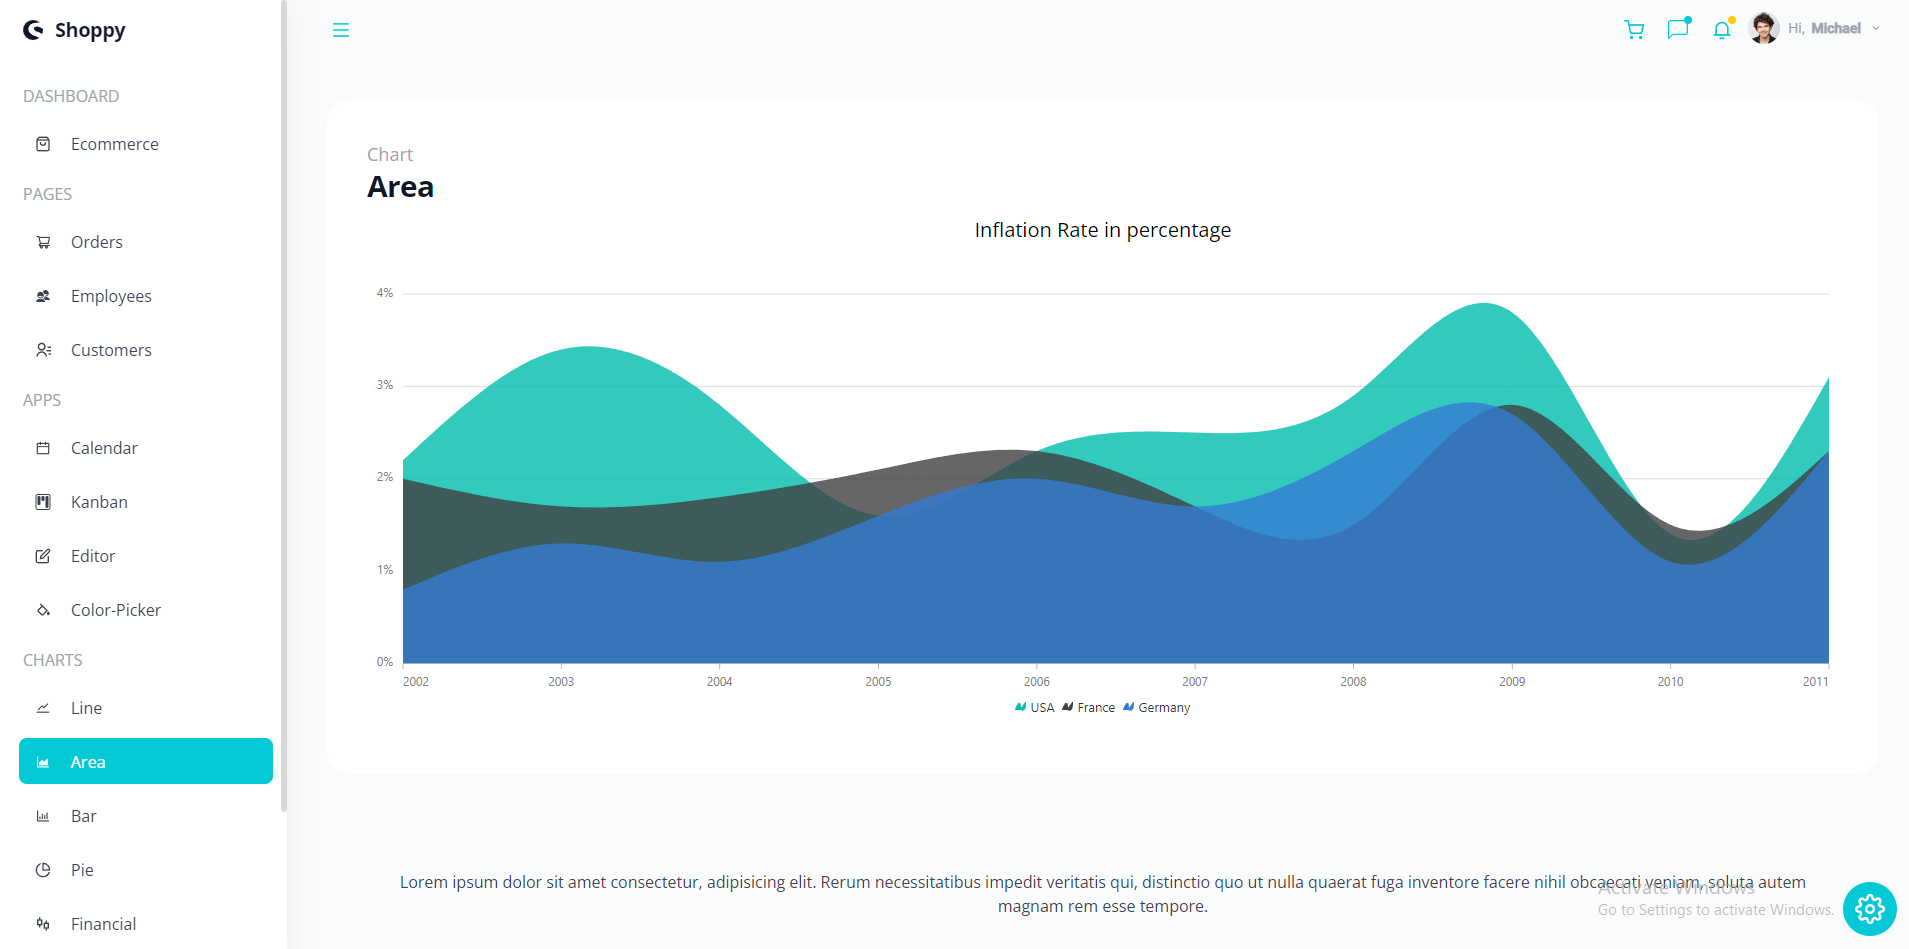 Shoppy
Hi, Michael
DASHBOARD
Ecommerce
PAGES
Orders
Employees
Customers
APPS
Calendar
Kanban
Editor
Color-Picker
CHARTS
Line
Area
Bar
Pie
Financial
Chart
Area
Inflation Rate in percentage
4%
3%
2%
1%
0%
2002 2003 2004 2005 2006 2007 2008 2009 2010 2011
USA France Germany
Lorem ipsum dolor sit amet consectetur, adipisicing elit. Rerum necessitatibus impedit veritatis qui, distinctio quo ut nulla quaerat fuga inventore facere nihil obcaecati veniam, soluta autem
magnam rem esse tempore.
Activate Windows
Go to Settings to activate Windows.